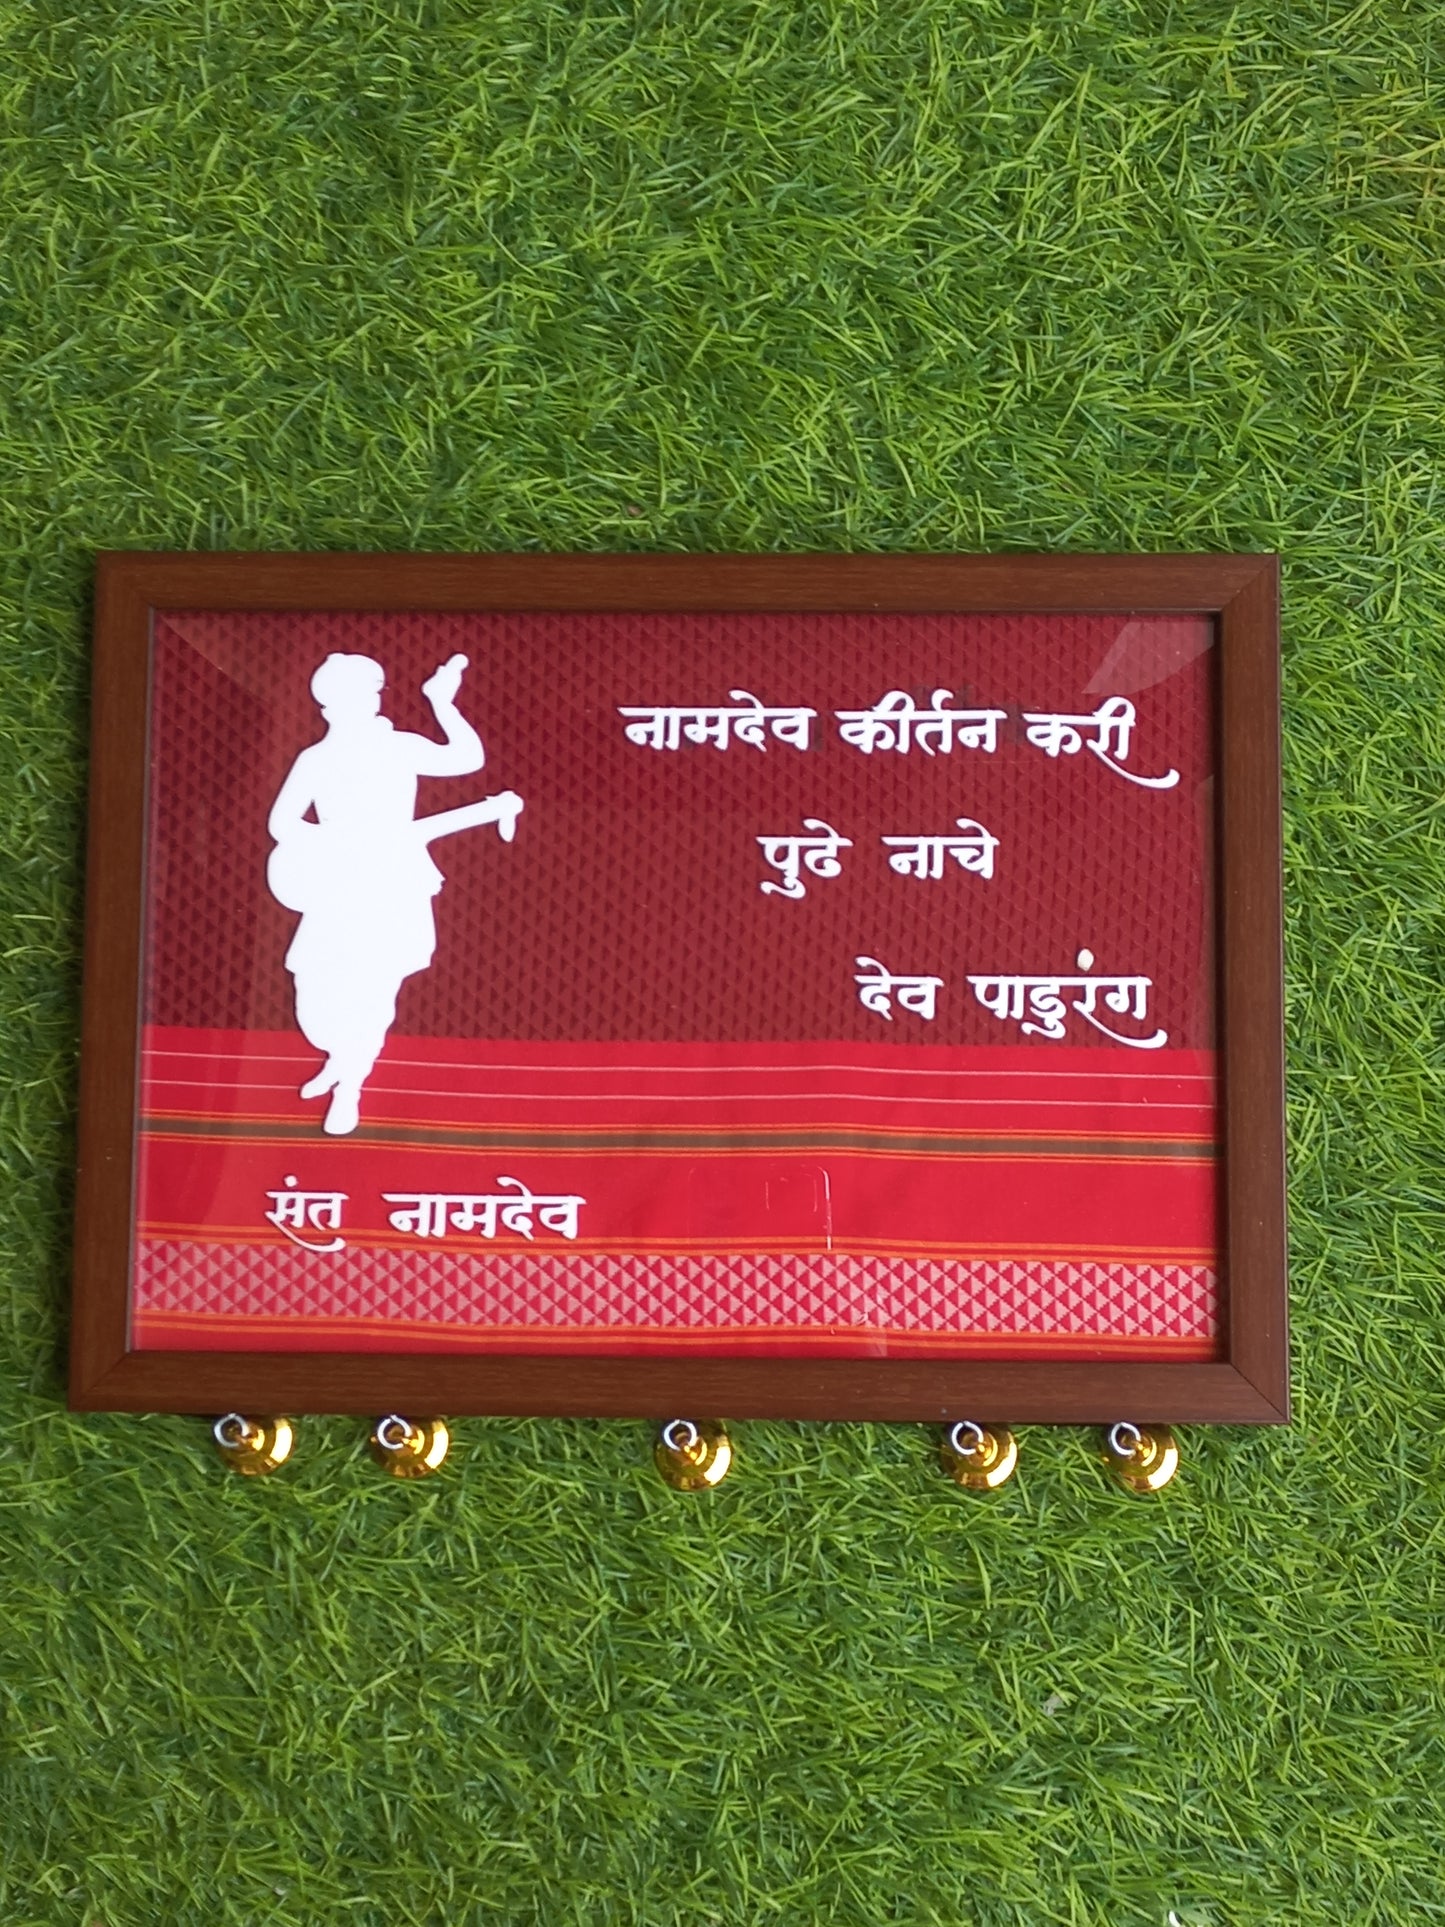 नामदेव कीर्तन करी
पुढे नाचे
देव पाडुरंग
संत नामदेव